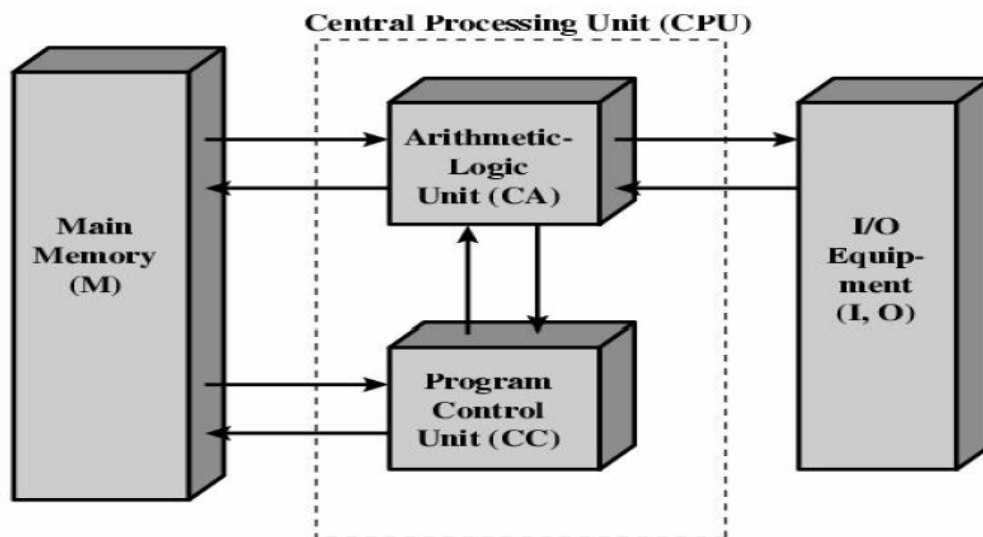 Central Processing Unit (CPU)
Main
Memory
(M)
Arithmetic-
Logic
Unit (CA)
Program
Control
Unit (CC)
I/O
Equip-
ment
(I, O)